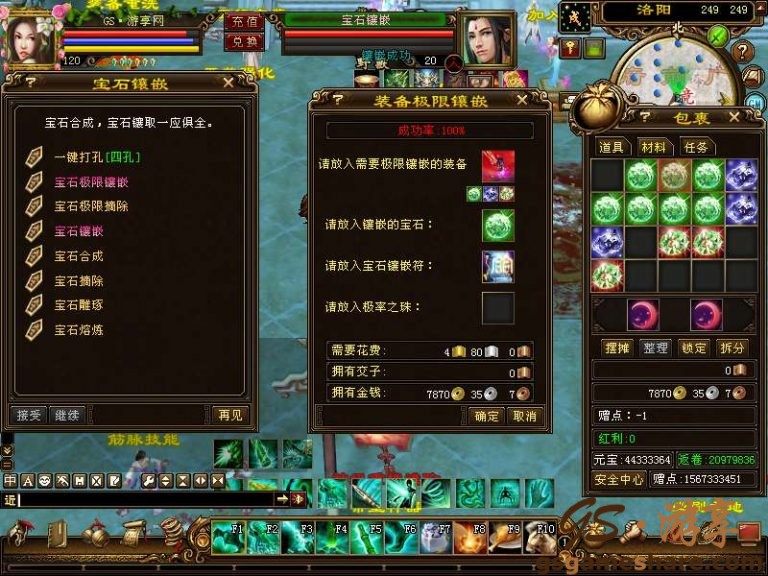 GS·游享网
充值
兑换
120
宝石镶嵌
镶嵌成功
20
洛阳
249 249
北
宝石镶嵌
宝石合成，宝石镶取一应俱全。
一键打孔[四孔]
宝石极限镶嵌
宝石极限摘除
宝石镶嵌
宝石合成
宝石摘除
宝石雕琢
宝石熔炼
接受
继续
再见
装备极限镶嵌
成功率:100%
请放入需要极限镶嵌的装备
请放入镶嵌的宝石：
请放入宝石镶嵌符：
请放入极率之珠：
需要花费: 4 80 0
拥有交子: 0
拥有金钱: 7870 35 7
确定
取消
包裹
道具
材料
任务
摆摊
整理
锁定
拆分
0
7870 35 7
赠点：-1
红利:0
元宝:44333364
返卷:20979836
安全中心
赠点:1567331451
筋脉技能
近
F1 F2 F3 F4 F5 F6 F7 F8 F9 F10
GS·游享
gsgameshare.com